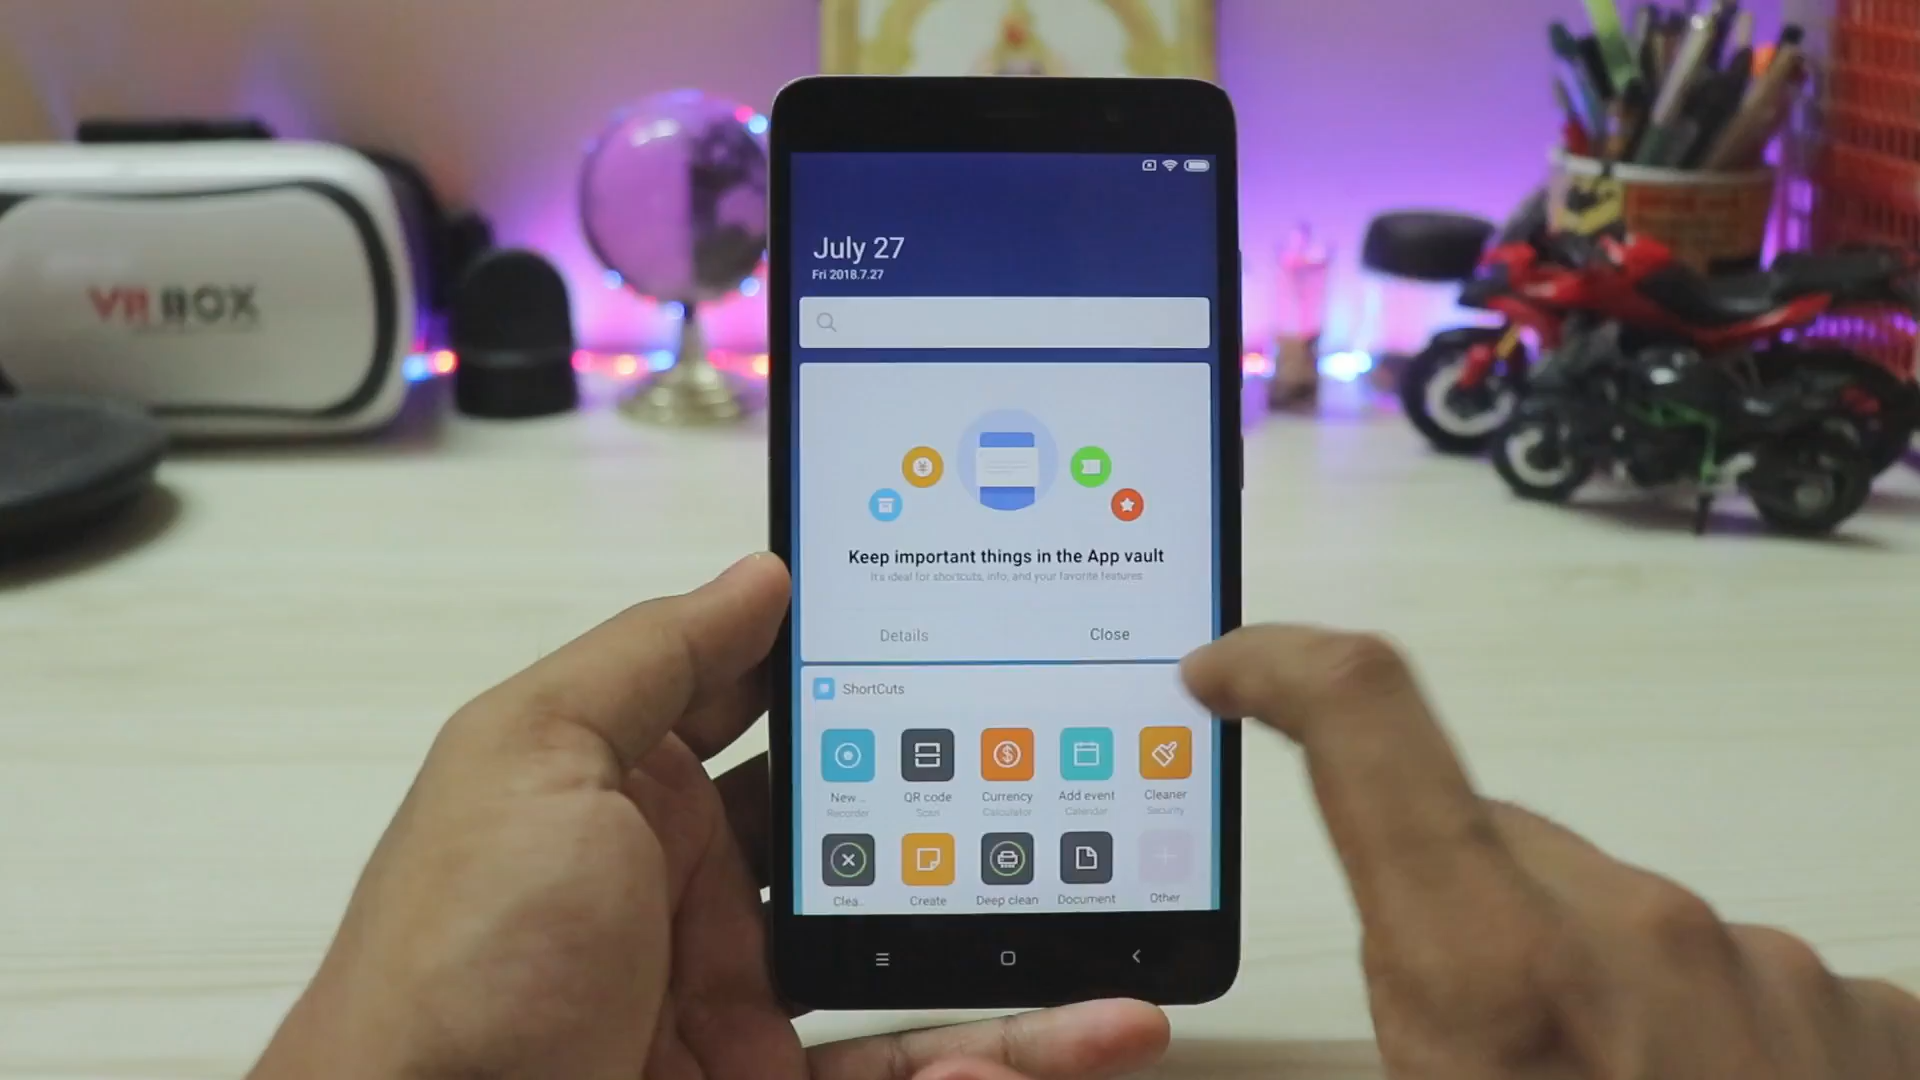 VR BOX
July 27
Fri 2018.7.27
Keep important things in the App vault
It's ideal for shortcuts, info, and your favorite features
Details
Close
ShortCuts
New ...
QR code
Currency
Add event
Cleaner
Recorder
Scan
Calculator
Calendar
Security
Clea..
Create
Deep clean
Document
Other